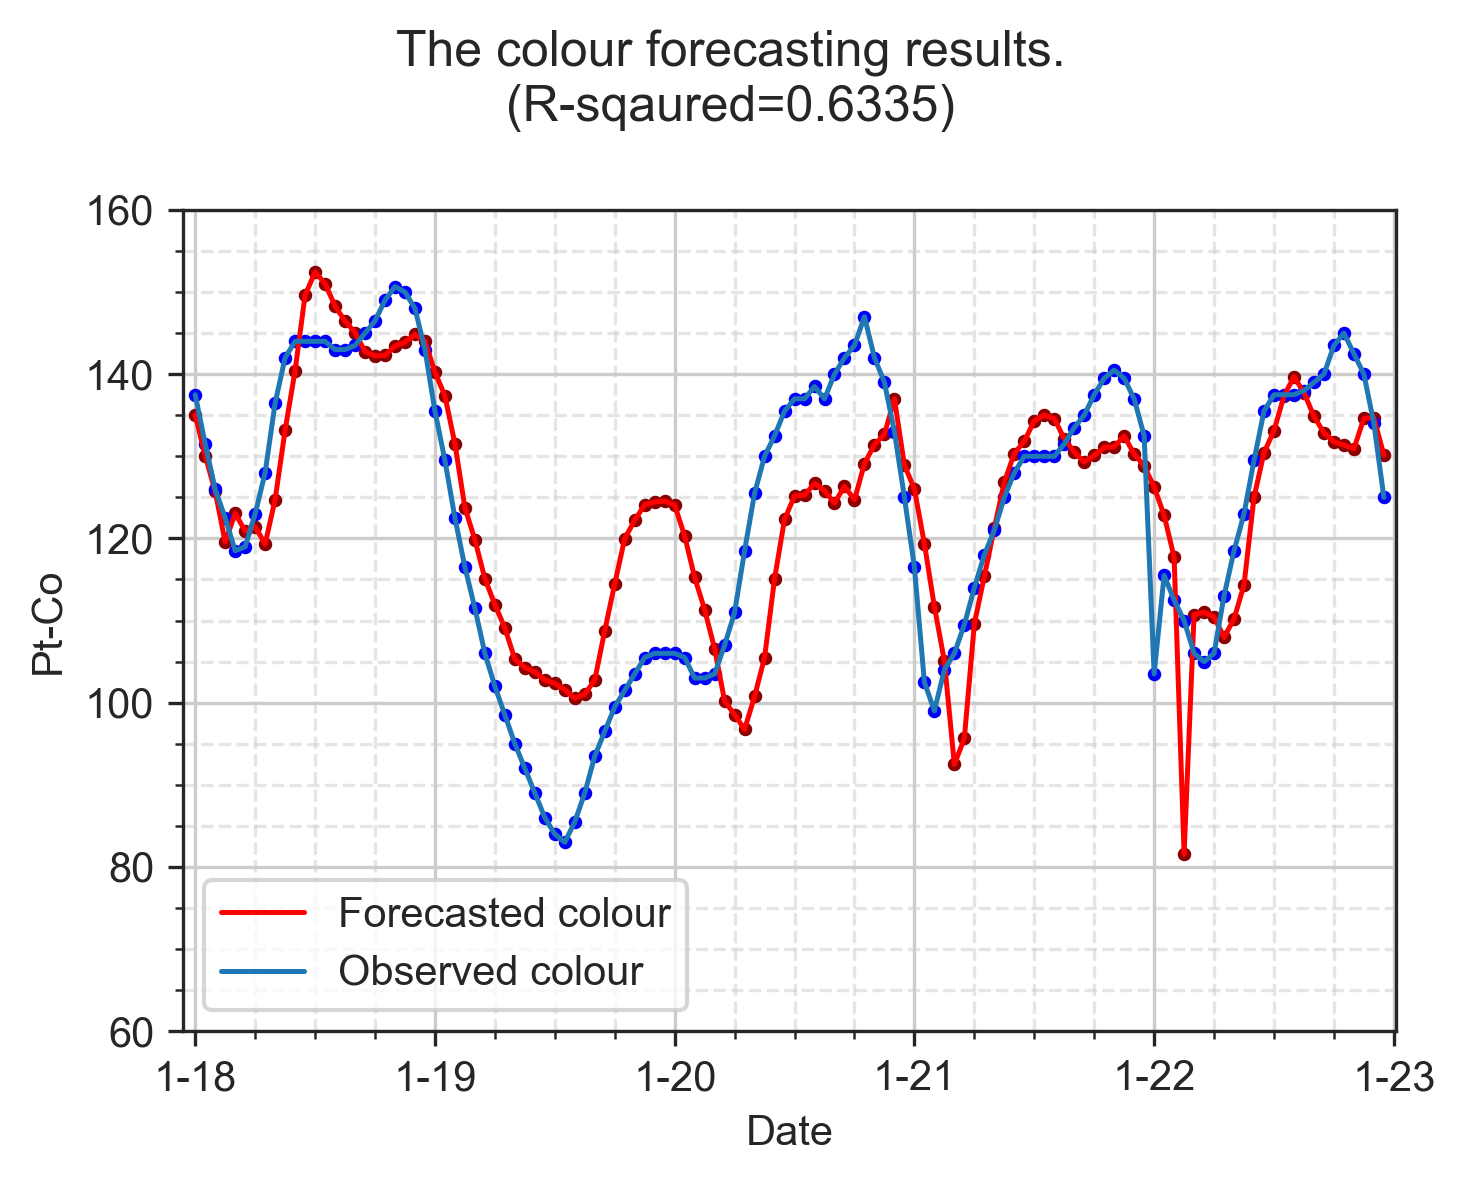 The colour forecasting results.
(R-sqaured=0.6335)
160
140
120
100
80
60
Pt-Co
Forecasted colour
Observed colour
1-18 1-19 1-20 1-21 1-22 1-23
Date